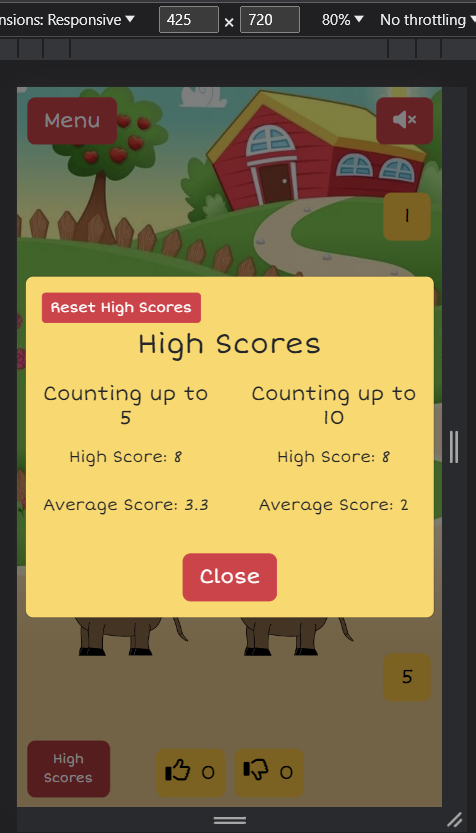 nsions: Responsive
425 × 720
80%
No throttling
Menu
1
Reset High Scores
High Scores
Counting up to
5
High Score: 8
Average Score: 3.3
Counting up to
10
High Score: 8
Average Score: 2
Close
5
High
Scores
0
0